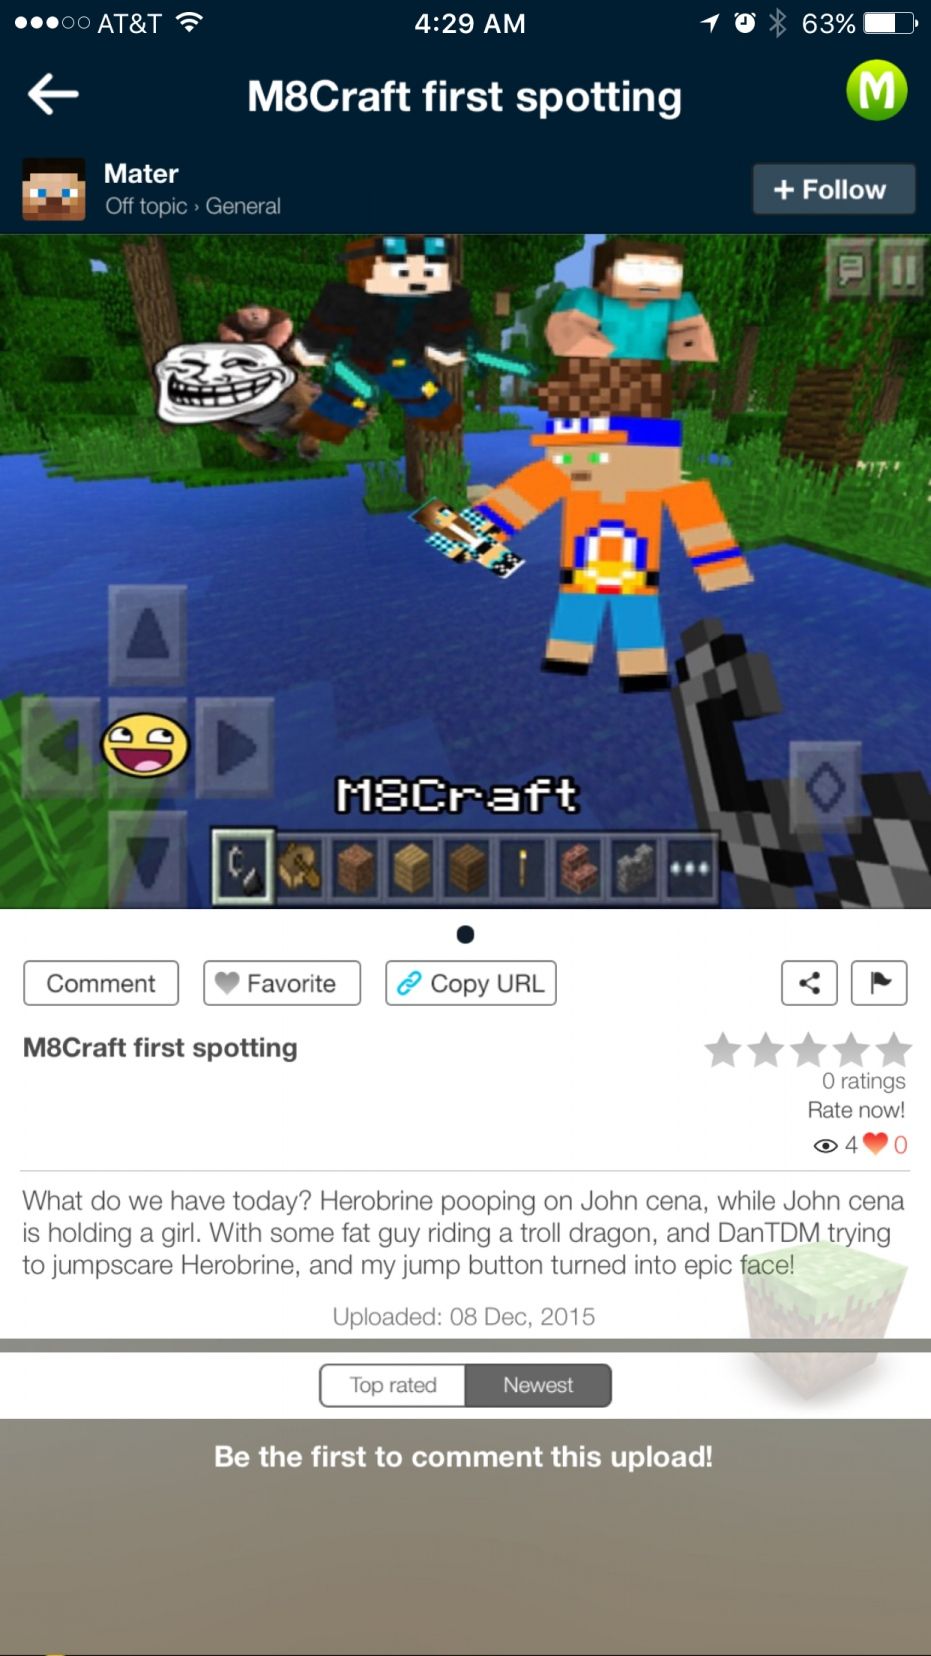 AT&T 4:29 AM 63%
M8Craft first spotting
M
Mater
Off topic › General
+ Follow
M8Craft
Comment
Favorite
Copy URL
M8Craft first spotting
0 ratings
Rate now!
4 0
What do we have today? Herobrine pooping on John cena, while John cena
is holding a girl. With some fat guy riding a troll dragon, and DanTDM trying
to jumpscare Herobrine, and my jump button turned into epic face!
Uploaded: 08 Dec, 2015
Top rated
Newest
Be the first to comment this upload!